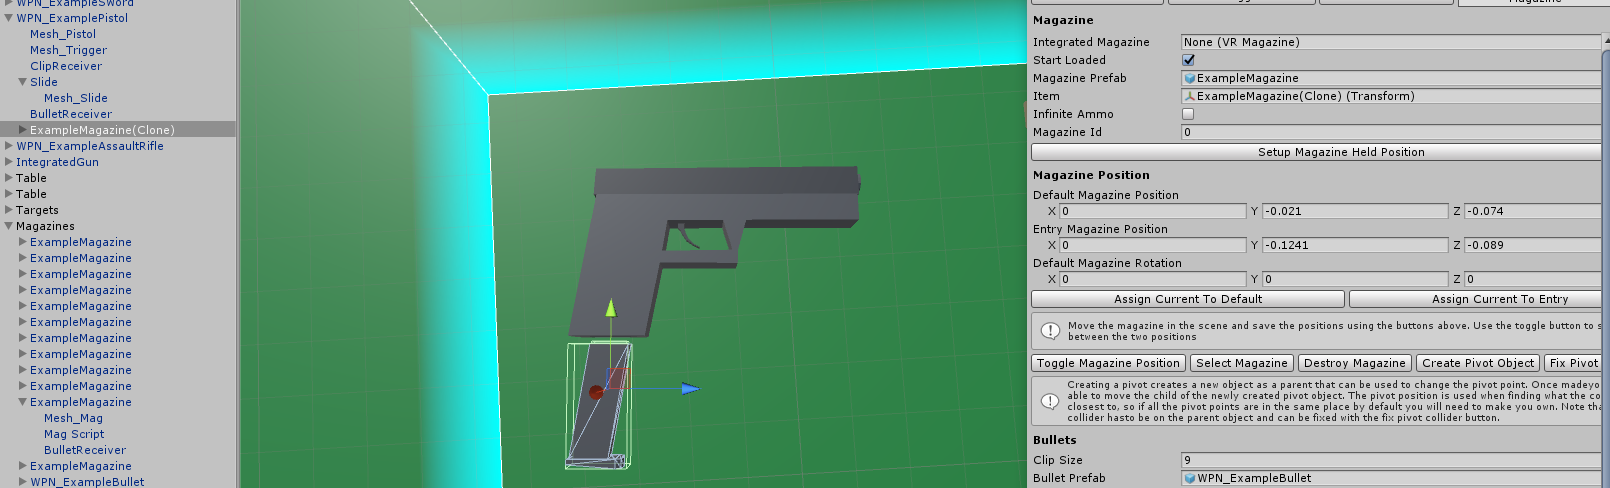 WPN_ExampleSword
WPN_ExamplePistol
Mesh_Pistol
Mesh_Trigger
ClipReceiver
Slide
Mesh_Slide
BulletReceiver
ExampleMagazine(Clone)
WPN_ExampleAssaultRifle
IntegratedGun
Table
Table
Targets
Magazines
ExampleMagazine
ExampleMagazine
ExampleMagazine
ExampleMagazine
ExampleMagazine
ExampleMagazine
ExampleMagazine
ExampleMagazine
ExampleMagazine
ExampleMagazine
ExampleMagazine
Mesh_Mag
Mag Script
BulletReceiver
ExampleMagazine
WPN_ExampleBullet
Magazine
Magazine
Integrated Magazine None (VR Magazine)
Start Loaded
Magazine Prefab ExampleMagazine
Item ExampleMagazine(Clone) (Transform)
Infinite Ammo
Magazine Id 0
Setup Magazine Held Position
Magazine Position
Default Magazine Position
X 0 Y -0.021 Z -0.074
Entry Magazine Position
X 0 Y -0.1241 Z -0.089
Default Magazine Rotation
X 0 Y 0 Z 0
Assign Current To Default Assign Current To Entry
Move the magazine in the scene and save the positions using the buttons above. Use the toggle button to s
between the two positions
Toggle Magazine Position Select Magazine Destroy Magazine Create Pivot Object Fix Pivot
Creating a pivot creates a new object as a parent that can be used to change the pivot point. Once madeyo
able to move the child of the newly created pivot object. The pivot position is used when finding what the co
closest to, so if all the pivot points are in the same place by default you will need to make you own. Note tha
collider hasto be on the parent object and can be fixed with the fix pivot collider button.
Bullets
Clip Size 9
Bullet Prefab WPN_ExampleBullet